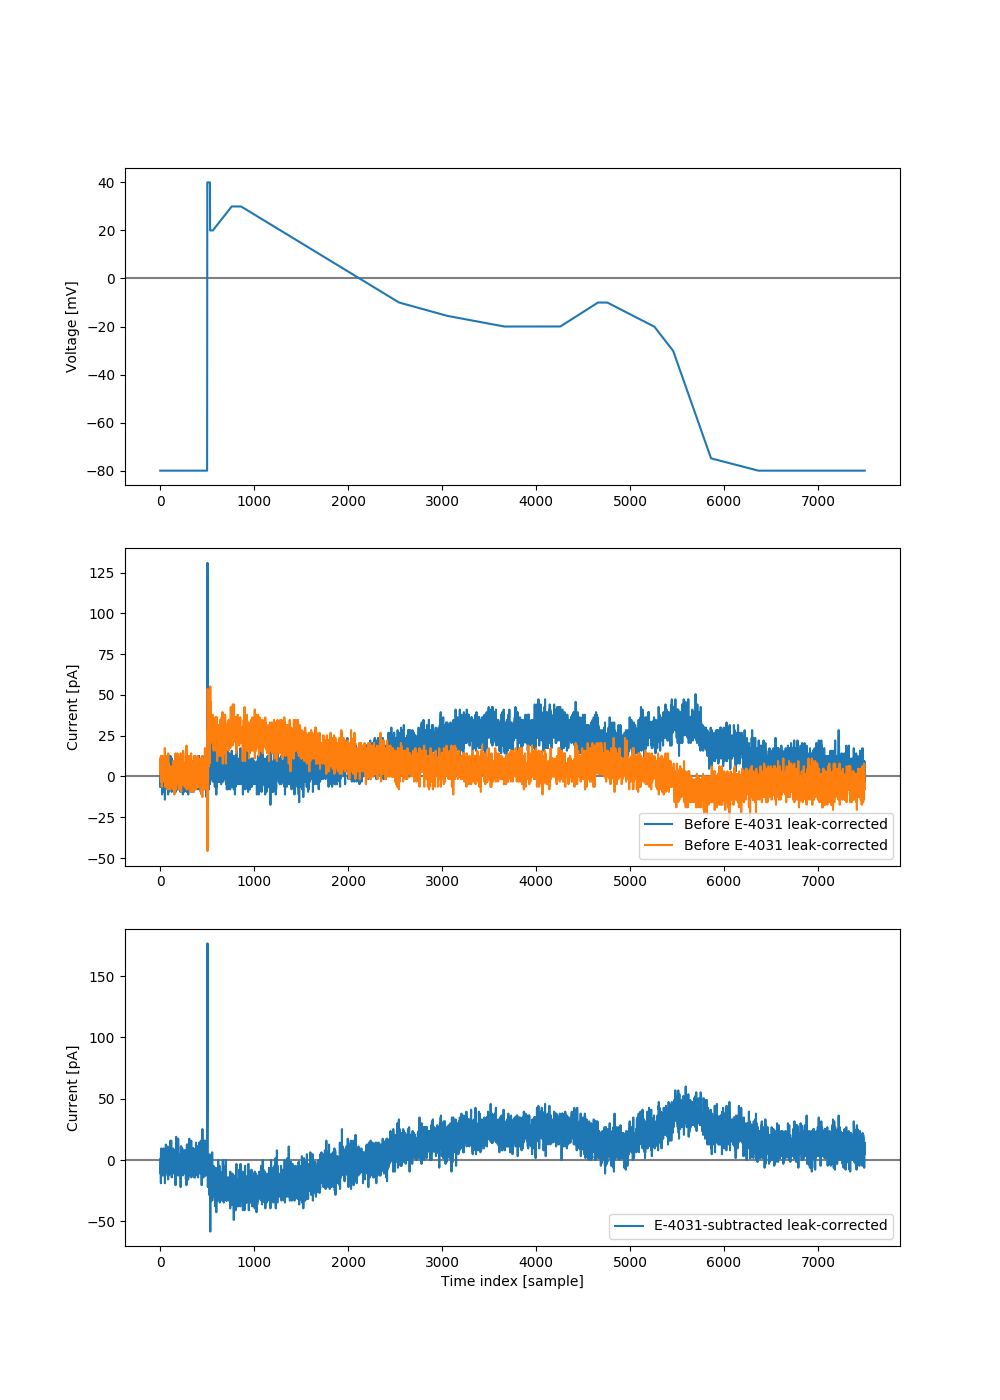 40
20
0
−20
−40
−60
−80
Voltage [mV]
0 1000 2000 3000 4000 5000 6000 7000
125
100
75
50
25
0
−25
−50
Current [pA]
Before E-4031 leak-corrected
Before E-4031 leak-corrected
0 1000 2000 3000 4000 5000 6000 7000
150
100
50
0
−50
Current [pA]
E-4031-subtracted leak-corrected
0 1000 2000 3000 4000 5000 6000 7000
Time index [sample]